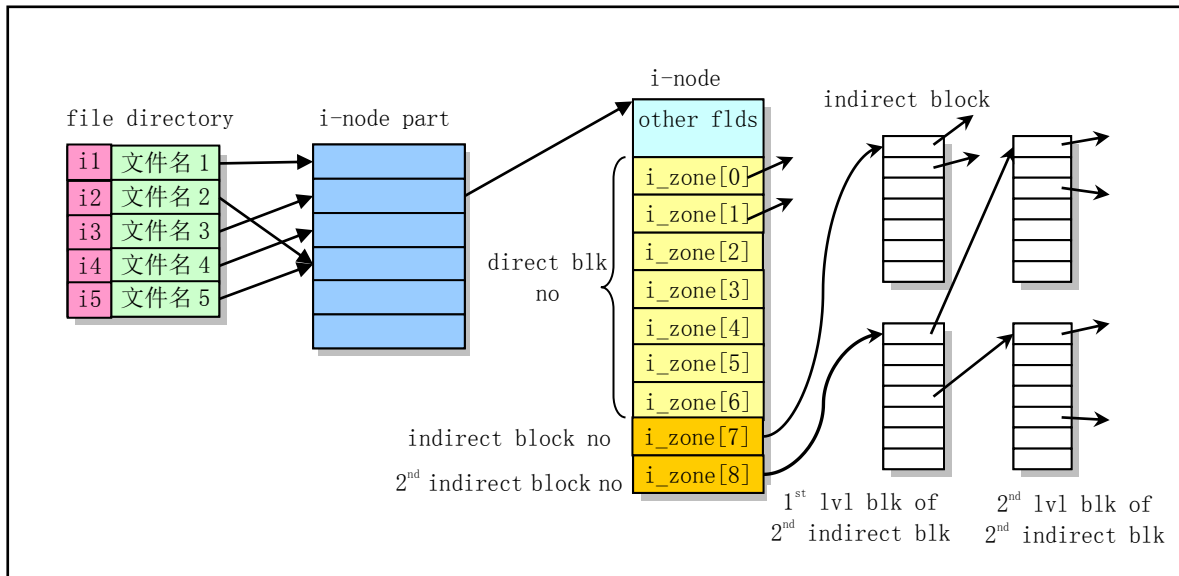 file directory
i1 文件名 1
i2 文件名 2
i3 文件名 3
i4 文件名 4
i5 文件名 5
i-node part
i-node
other flds
i_zone[0]
i_zone[1]
i_zone[2]
i_zone[3]
i_zone[4]
i_zone[5]
i_zone[6]
i_zone[7]
i_zone[8]
direct blk
no
indirect block no
2nd indirect block no
indirect block
1st lvl blk of
2nd indirect blk
2nd lvl blk of
2nd indirect blk